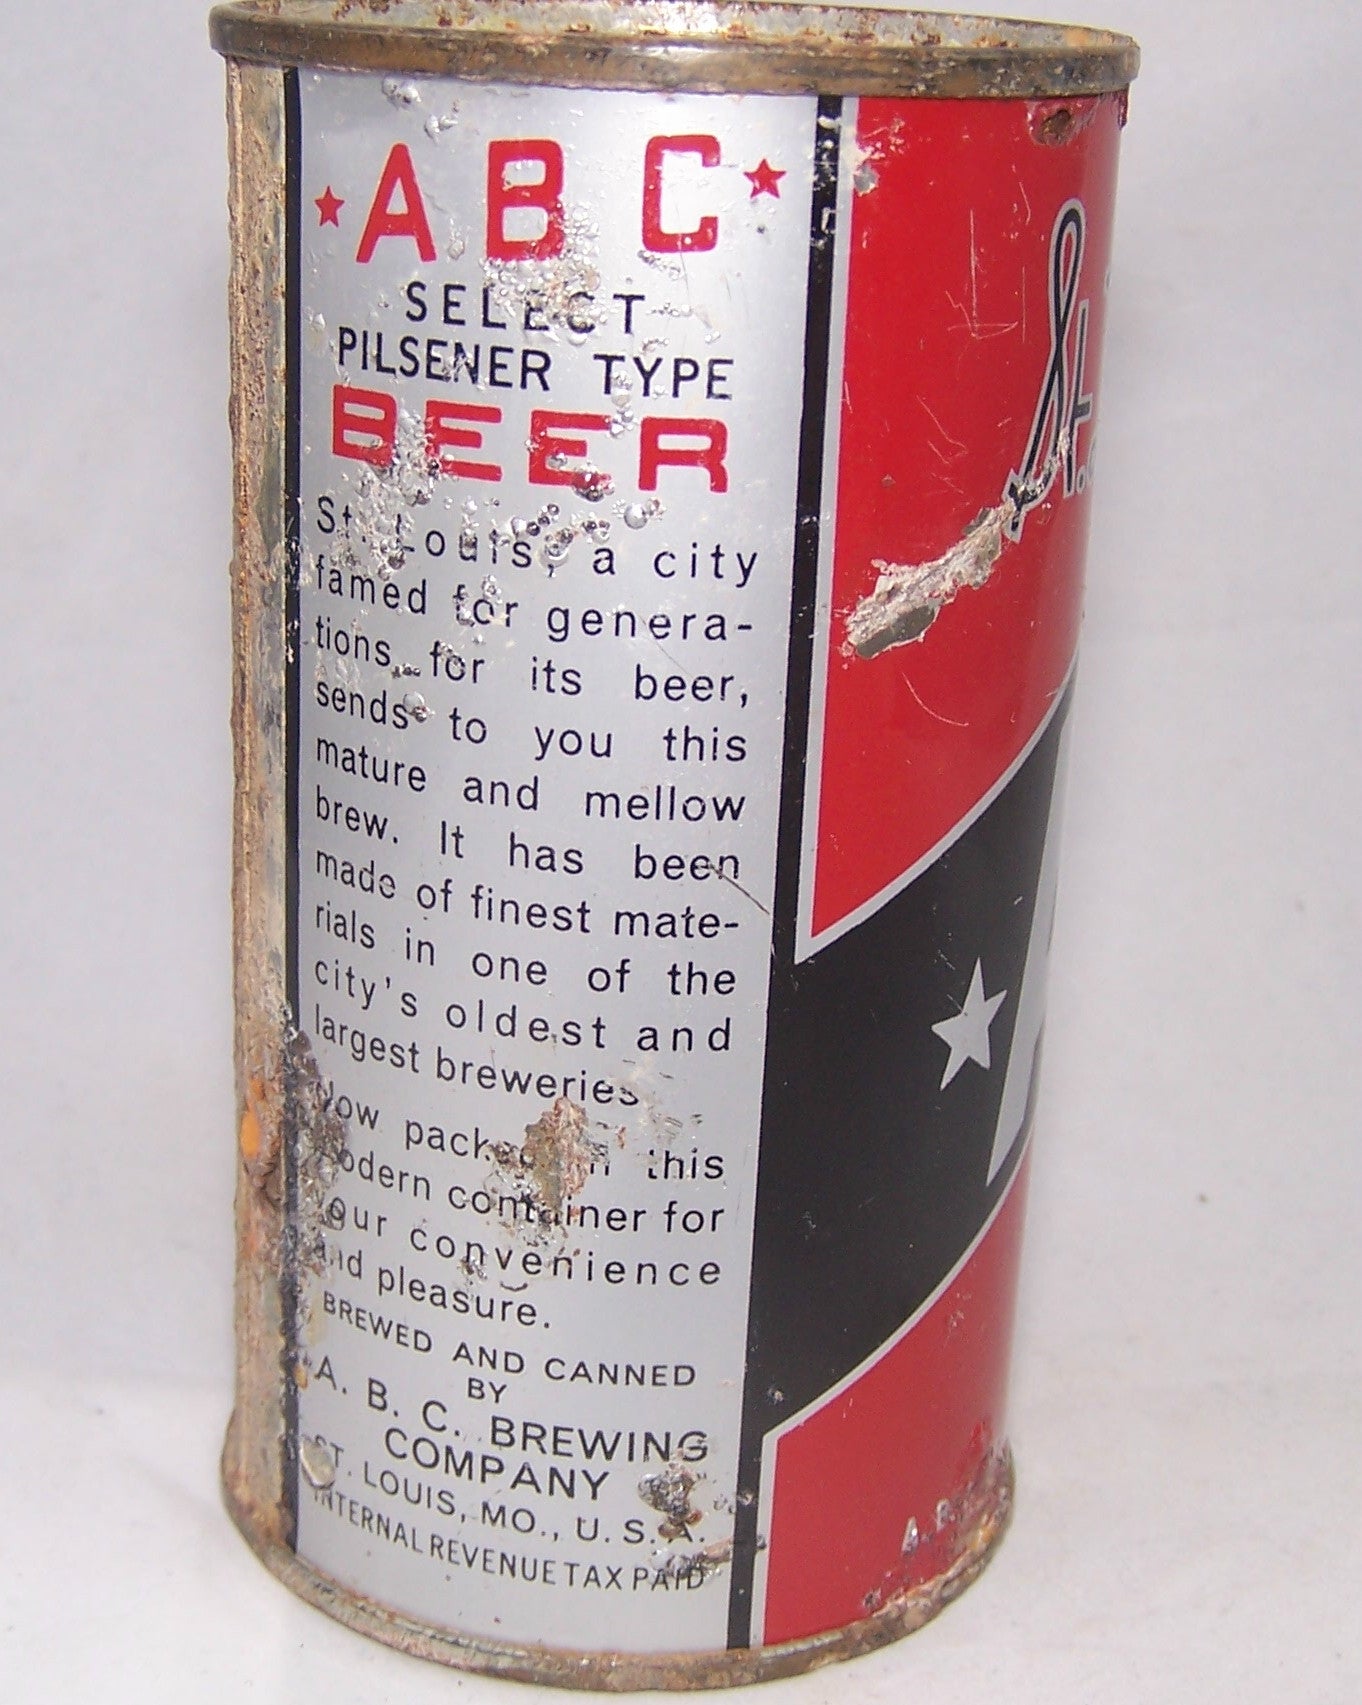 ABC
SELECT
PILSENER TYPE
BEER
St. Louis, a city
famed for genera-
tions for its beer,
sends to you this
mature and mellow
brew. It has been
made of finest mate-
rials in one of the
city's oldest and
largest breweries
Now packed in this
modern container for
your convenience
and pleasure.
BREWED AND CANNED
BY
A. B. C. BREWING
COMPANY
ST. LOUIS, MO., U. S. A.
INTERNAL REVENUE TAX PAID
St.
A. B.